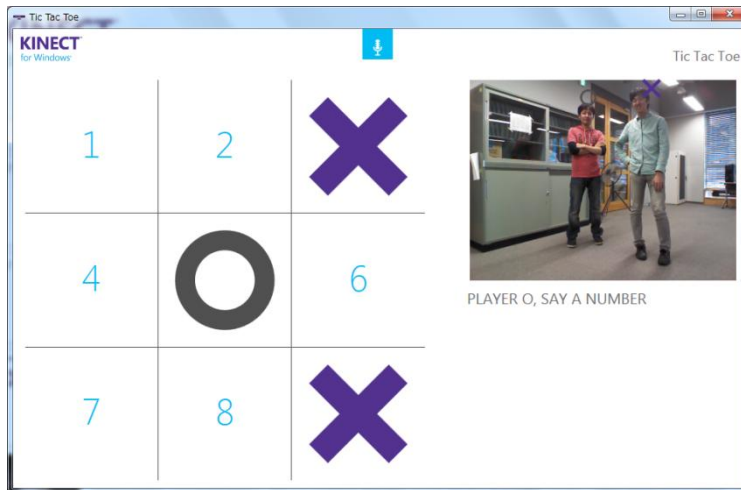 Tic Tac Toe
KINECT
for Windows
Tic Tac Toe
1 2
4 6
PLAYER O, SAY A NUMBER
7 8